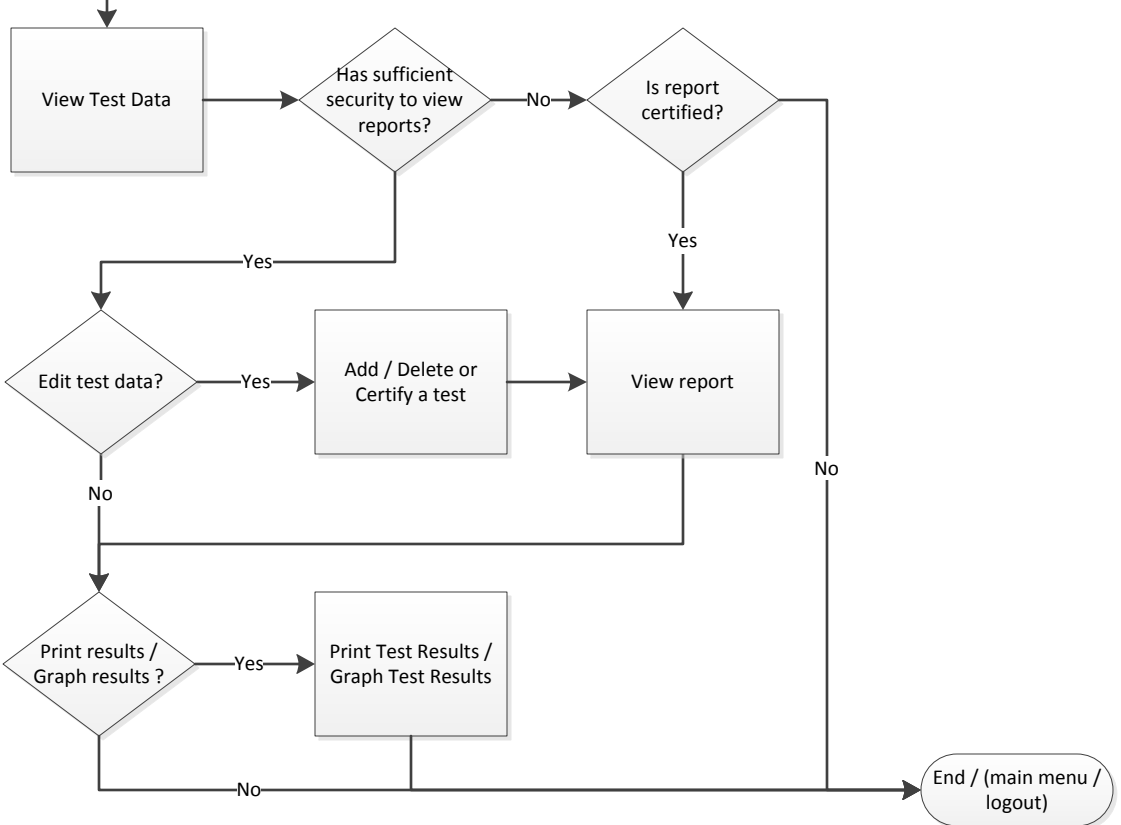 View Test Data
Has sufficient
security to view
reports?
No
Is report
certified?
Yes
Yes
Edit test data?
Yes
Add / Delete or
Certify a test
View report
No
No
Print results /
Graph results ?
Yes
Print Test Results /
Graph Test Results
No
End / (main menu /
logout)